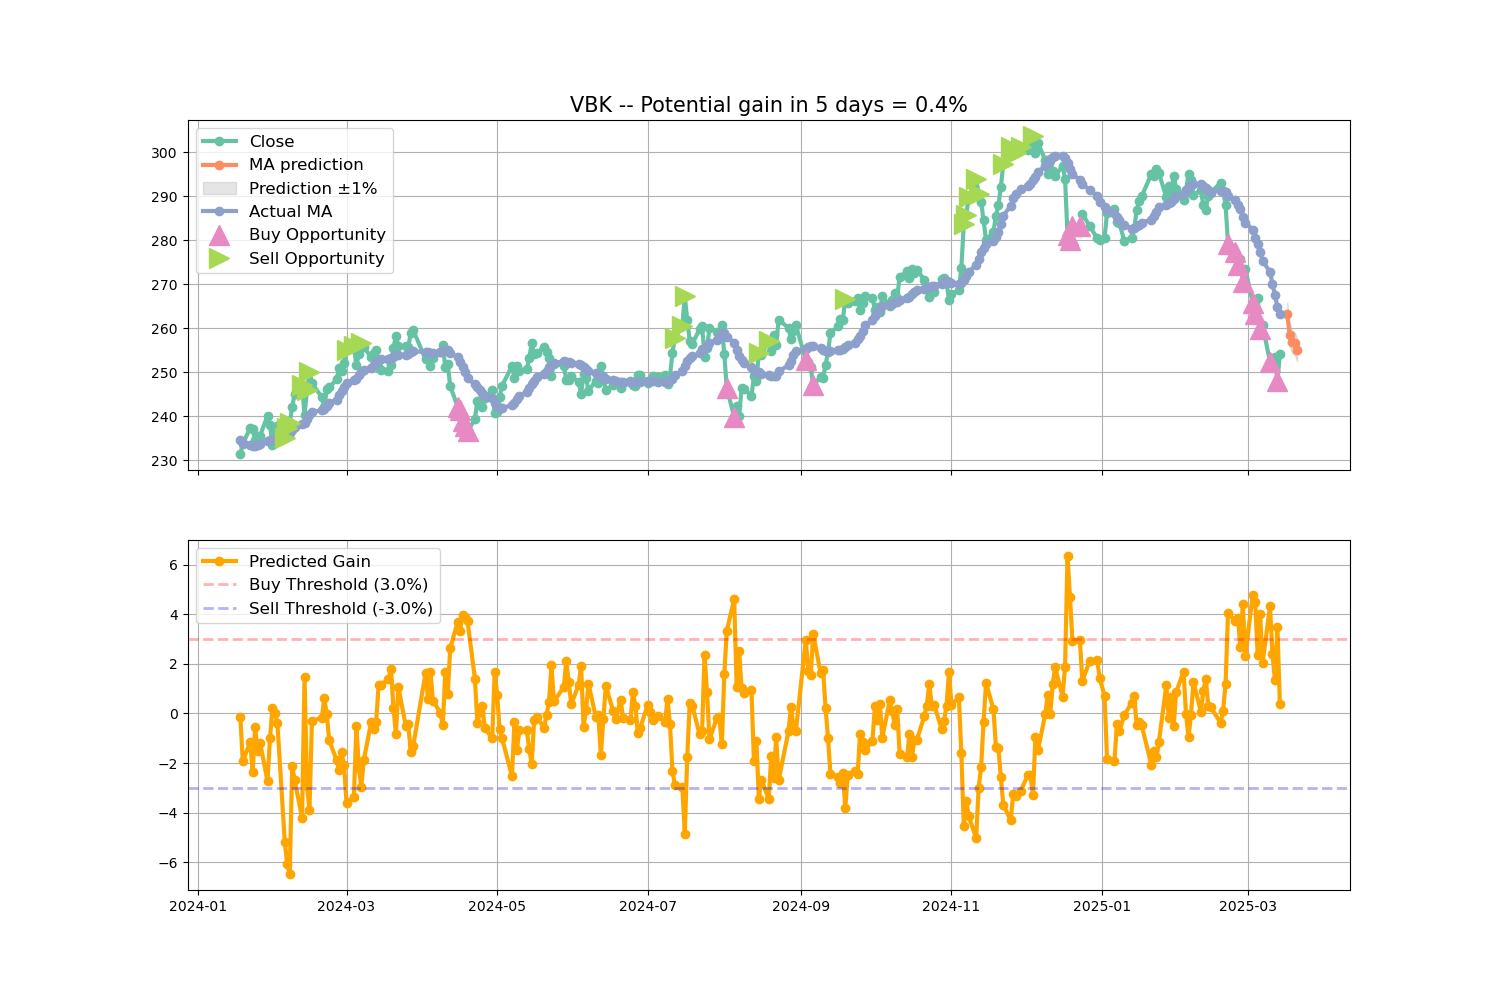 VBK -- Potential gain in 5 days = 0.4%
Close
MA prediction
Prediction ±1%
Actual MA
Buy Opportunity
Sell Opportunity
300
290
280
270
260
250
240
230
Predicted Gain
Buy Threshold (3.0%)
Sell Threshold (-3.0%)
6
4
2
0
−2
−4
−6
2024-01 2024-03 2024-05 2024-07 2024-09 2024-11 2025-01 2025-03